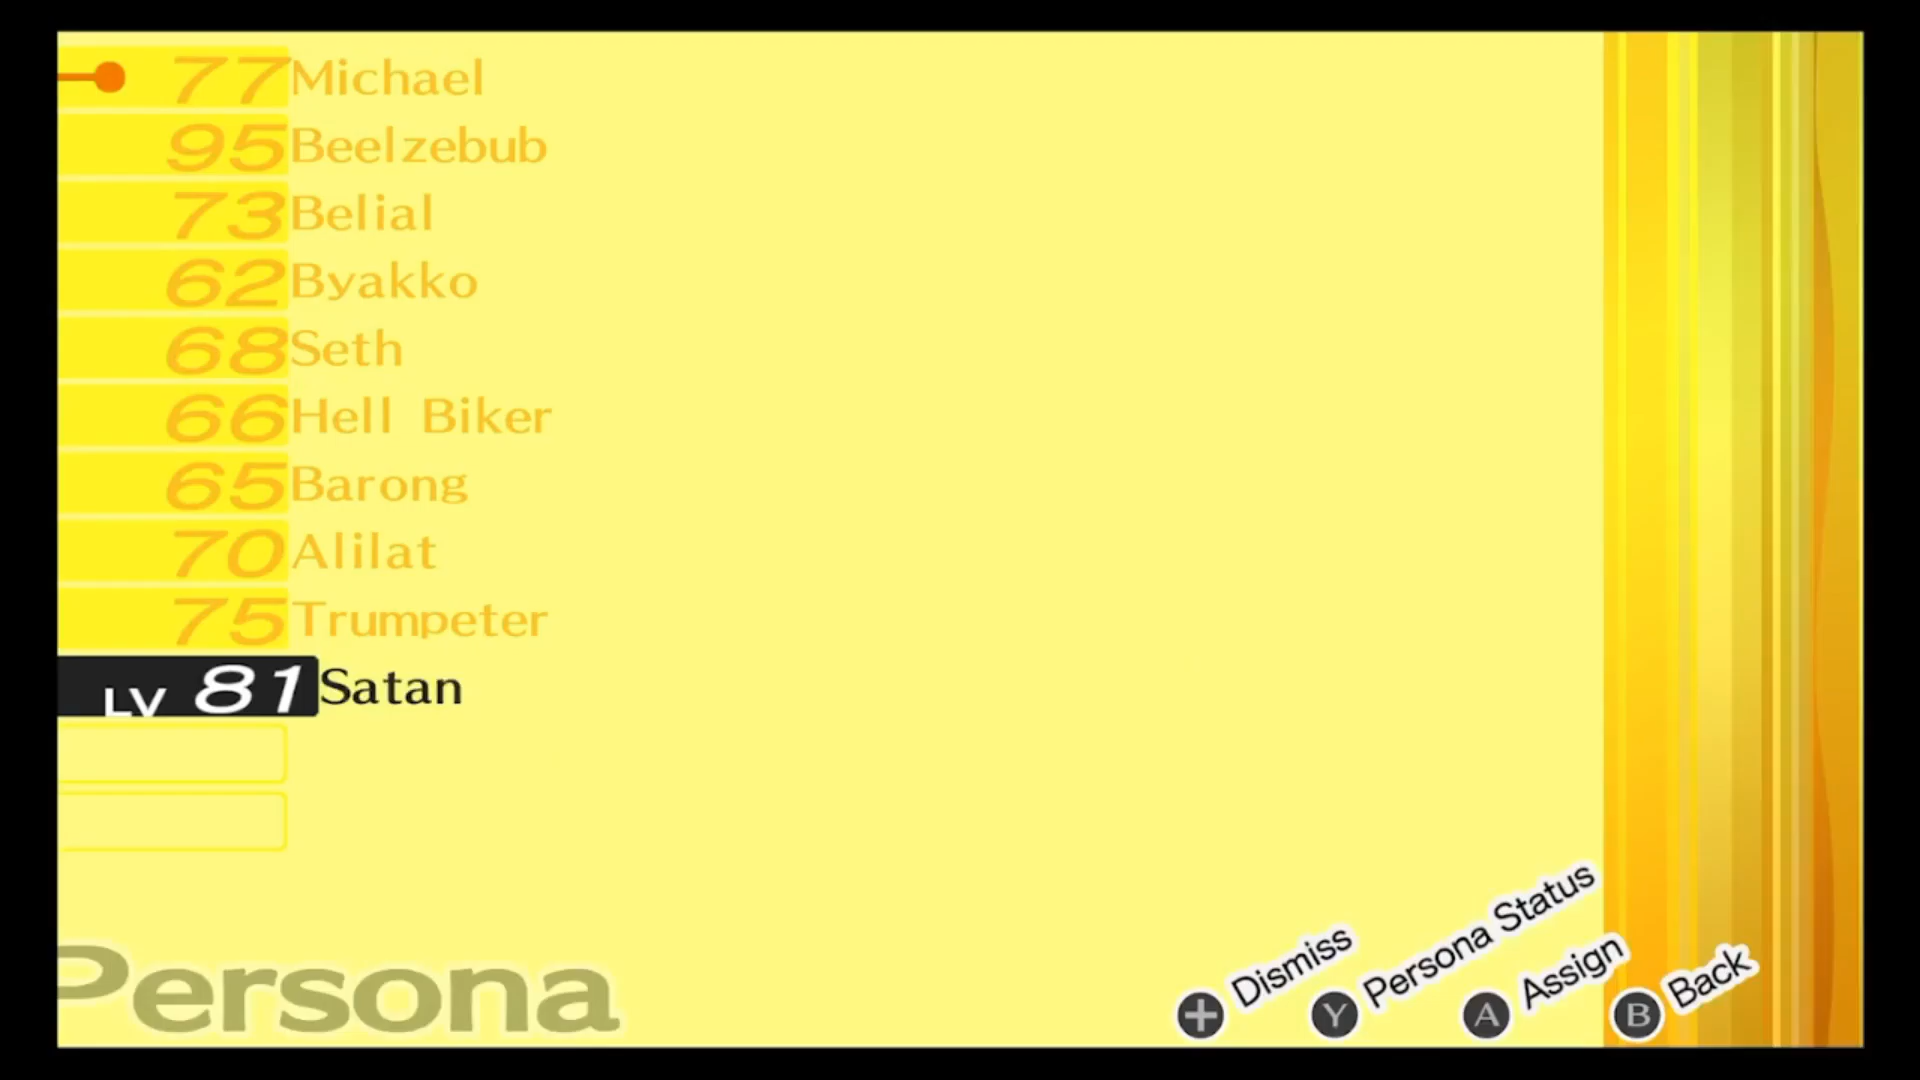 77 Michael
95 Beelzebub
73 Belial
62 Byakko
68 Seth
66 Hell Biker
65 Barong
70 Alilat
75 Trumpeter
LV 81 Satan
Persona
+ Dismiss Y Persona Status A Assign B Back